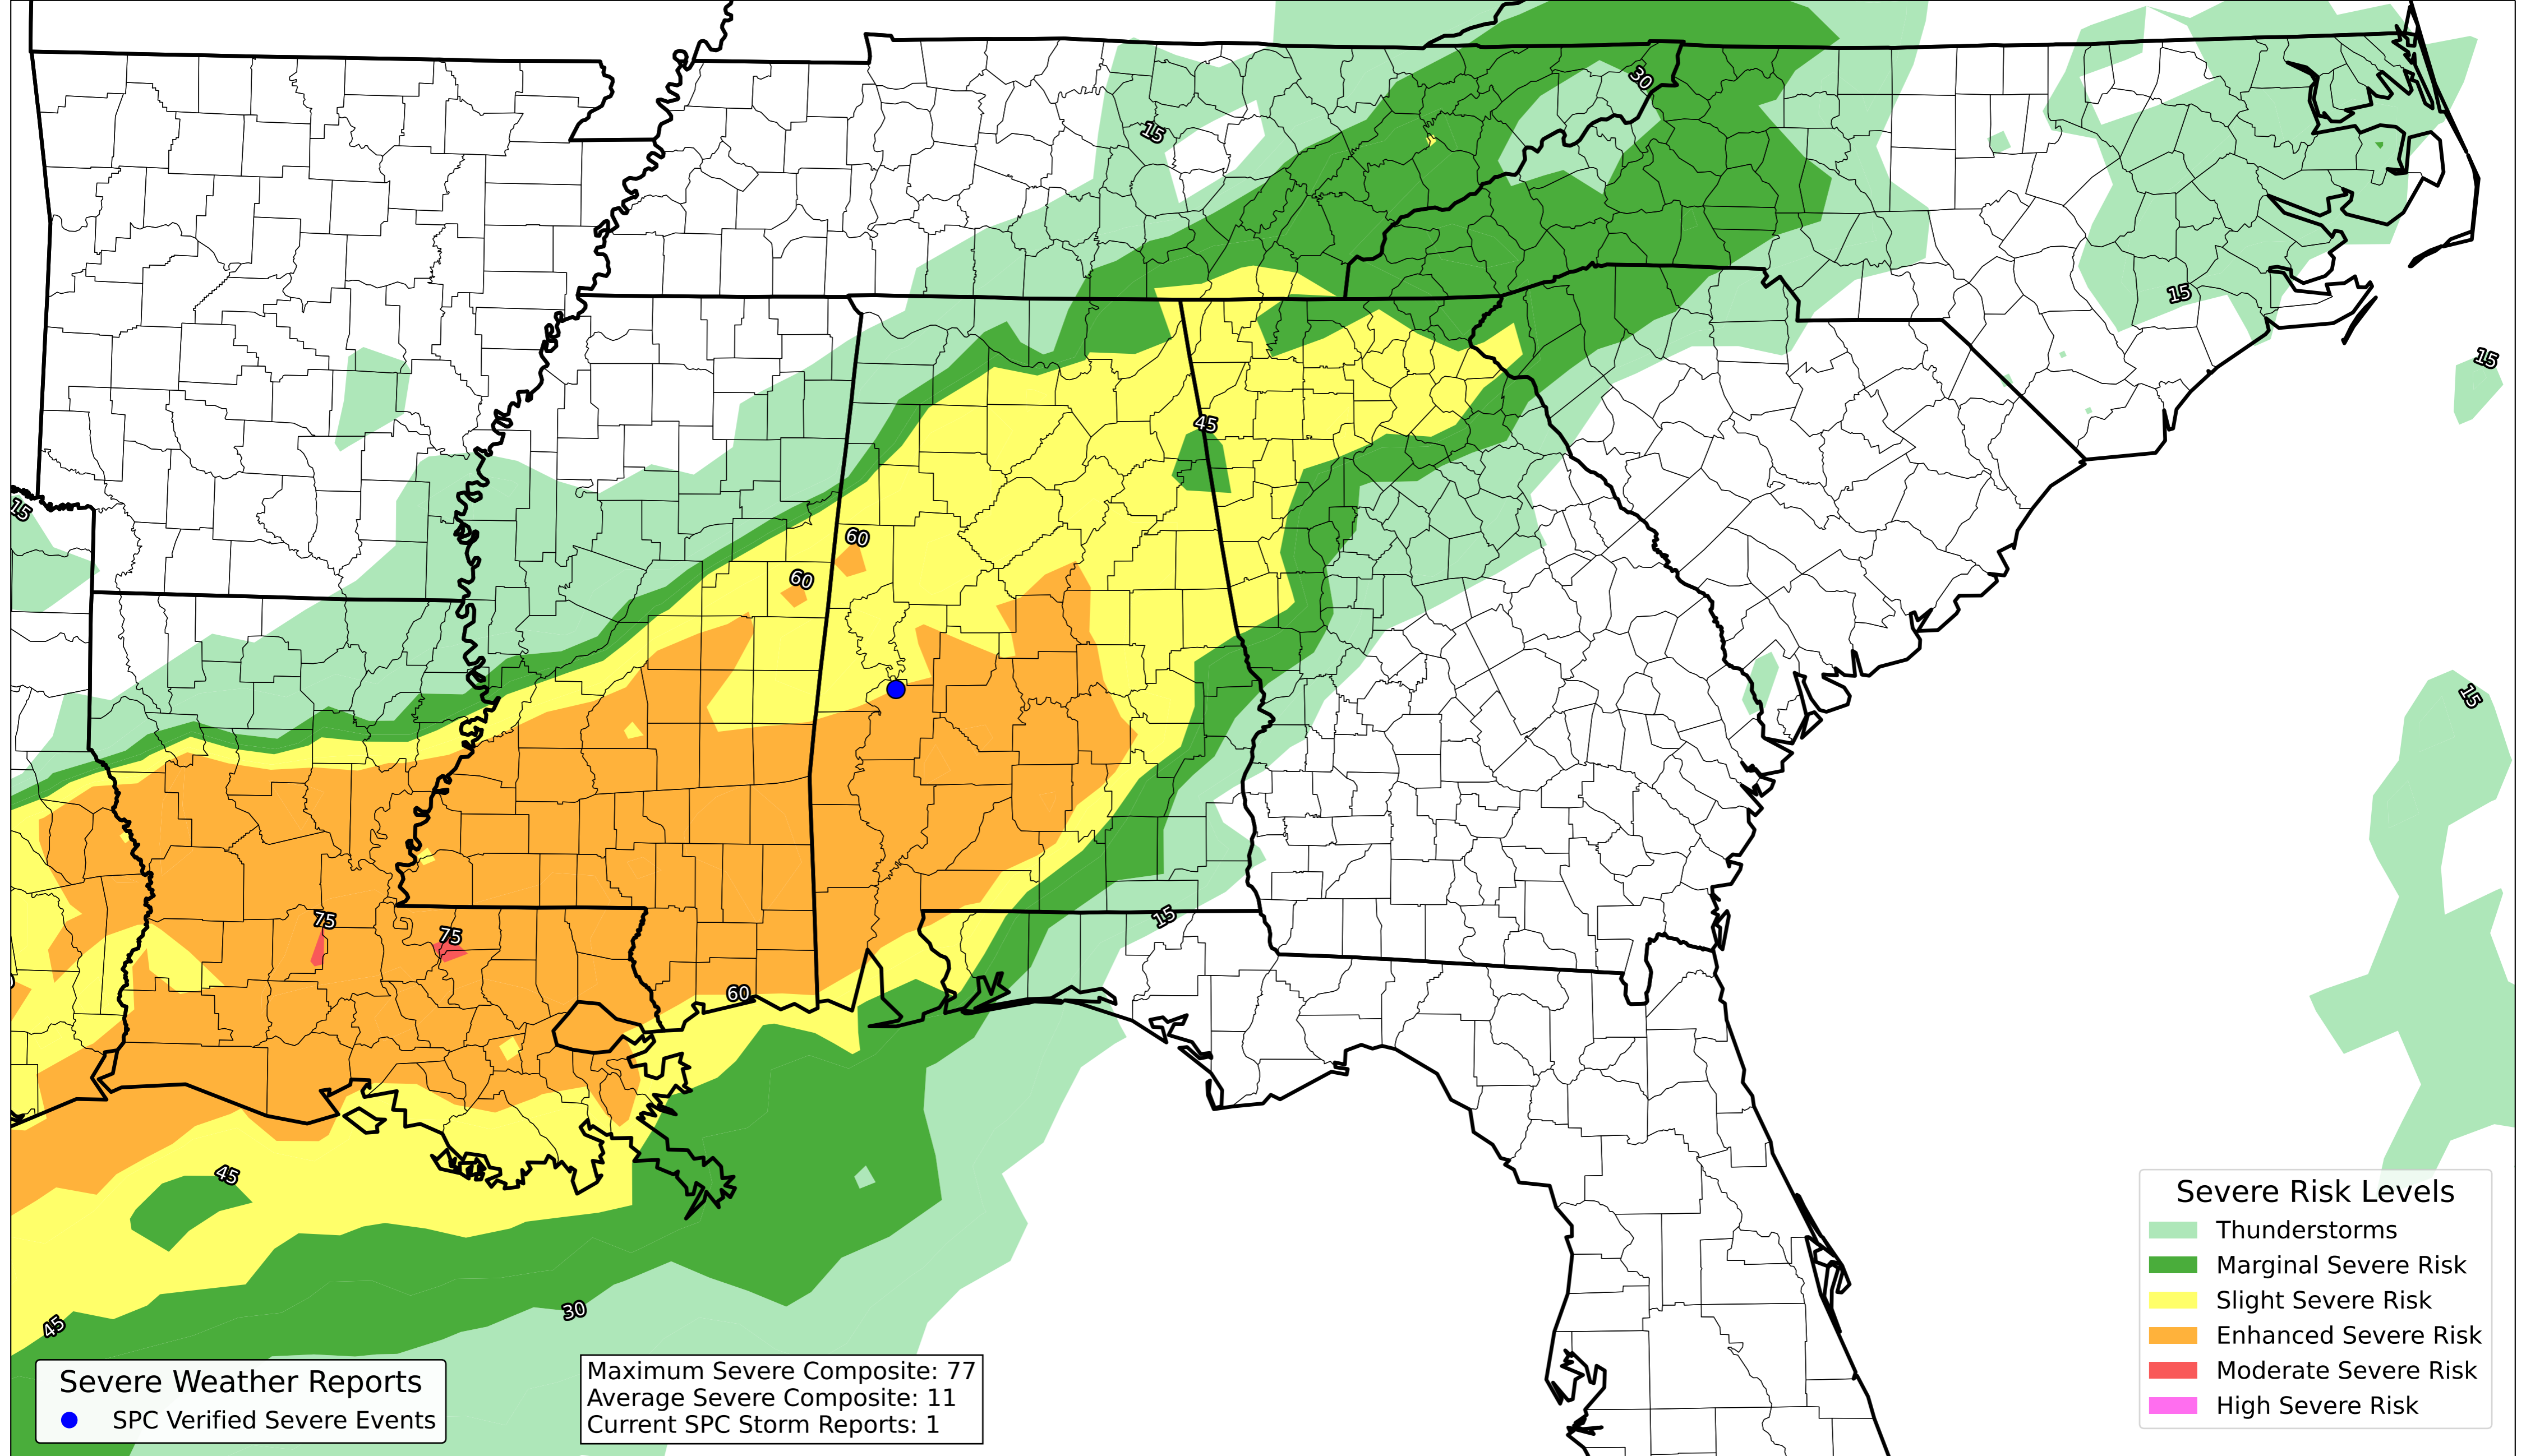 30
15
15
15
45
15
60
60
15
75
75
15
60
45
30
45
Severe Risk Levels
Thunderstorms
Marginal Severe Risk
Slight Severe Risk
Enhanced Severe Risk
Moderate Severe Risk
High Severe Risk
Severe Weather Reports
SPC Verified Severe Events
Maximum Severe Composite: 77
Average Severe Composite: 11
Current SPC Storm Reports: 1